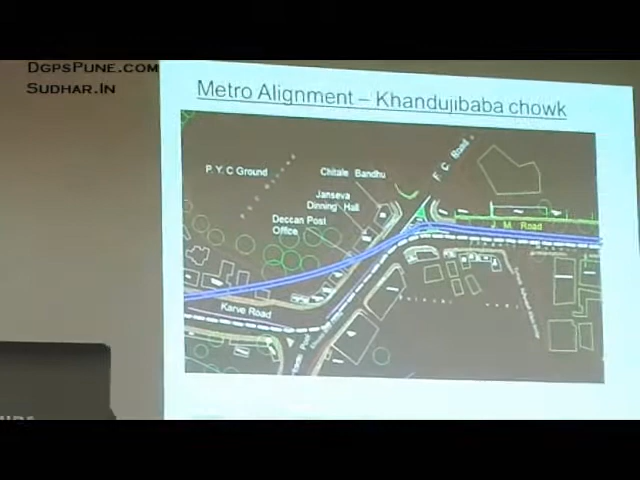 DgpsPune.com
Sudhar.In
Metro Alignment – Khandujibaba chowk
F. C. Road
P. Y. C Ground
Chitale Bandhu
Janseva
Dinning Hall
Deccan Post
Office
J. M. Road
Karve Road